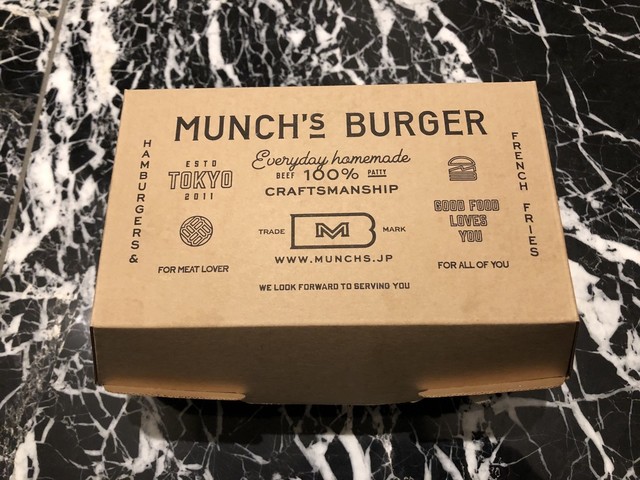 MUNCH's BURGER
HAMBURGERS &
ESTD
TOKYO
2011
FOR MEAT LOVER
Everyday homemade
BEEF 100% PATTY
CRAFTSMANSHIP
TRADE MB MARK
WWW.MUNCHS.JP
WE LOOK FORWARD TO SERVING YOU
GOOD FOOD
LOVES
YOU
FOR ALL OF YOU
FRENCH FRIES